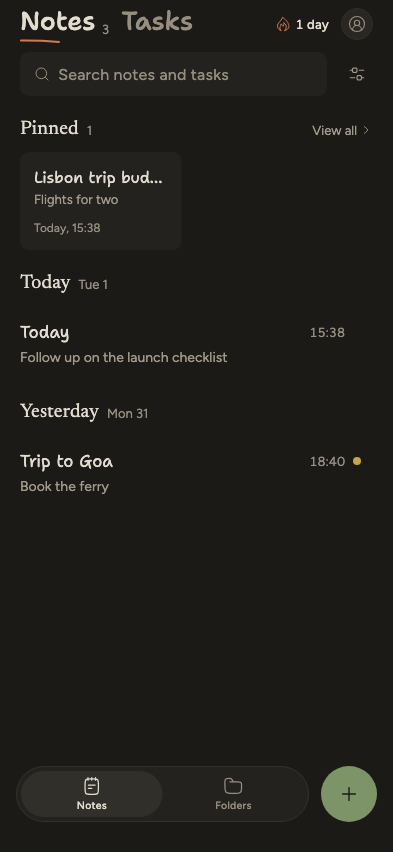 Notes 3 Tasks
1 day
Search notes and tasks
Pinned 1
View all
Lisbon trip bud...
Flights for two
Today, 15:38
Today Tue 1
Today 15:38
Follow up on the launch checklist
Yesterday Mon 31
Trip to Goa 18:40
Book the ferry
Notes
Folders